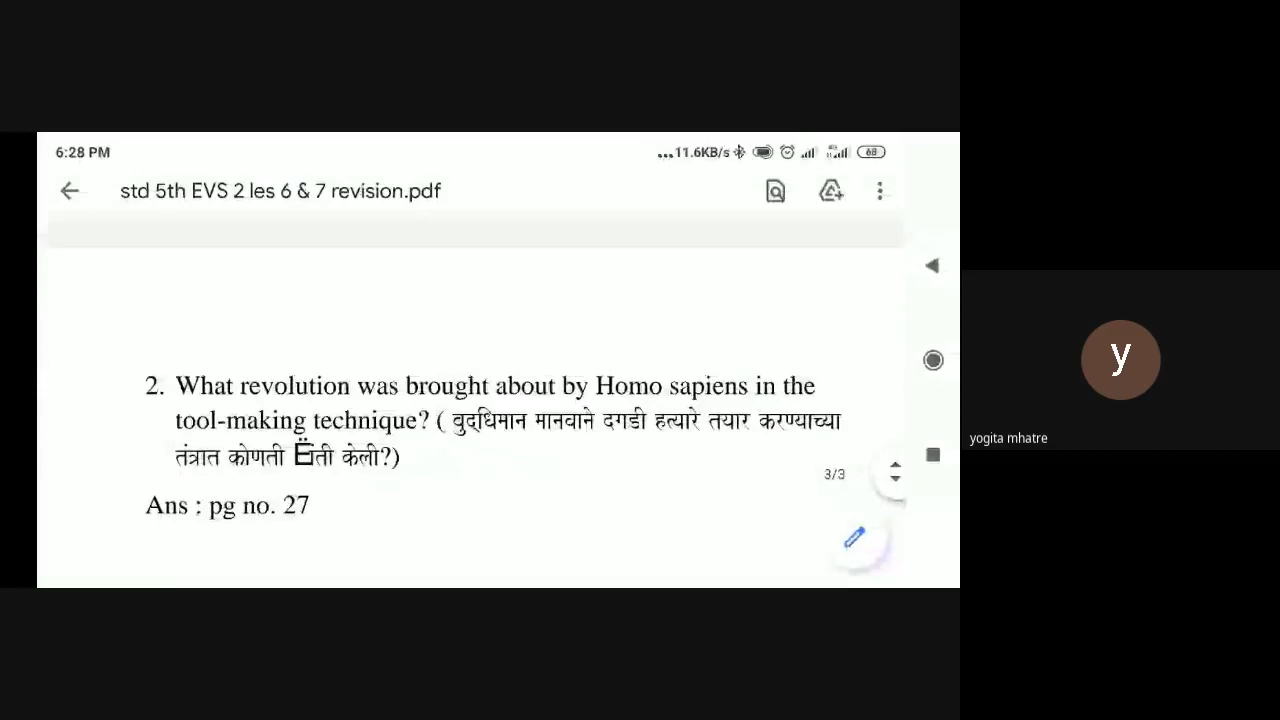 6:28 PM
...11.6KB/s
68
std 5th EVS 2 les 6 & 7 revision.pdf
2. What revolution was brought about by Homo sapiens in the
tool-making technique? ( वुद्धिमान मानवाने दगडी हत्यारे तयार करण्याच्या
तंत्रात कोणती Ëाती केली?)
3/3
Ans : pg no. 27
y
yogita mhatre